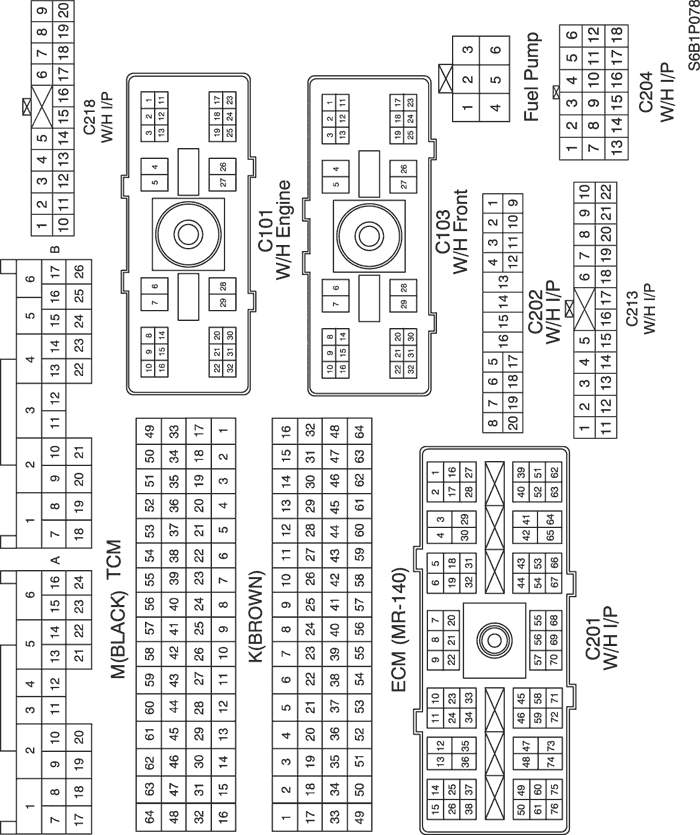 A
1 2 3 4 5 6
7 8 9 10 11 12 13 14 15 16
17 18 19 20 21 22 23 24
B
1 2 3 4 5 6
7 8 9 10 11 12 13 14 15 16 17
18 19 20 21 22 23 24 25 26
1 2 3 4 5 6 7 8 9
10 11 12 13 14 15 16 17 18 19 20
C218
W/H I/P
M(BLACK) TCM
64 63 62 61 60 59 58 57 56 55 54 53 52 51 50 49
48 47 46 45 44 43 42 41 40 39 38 37 36 35 34 33
32 31 30 29 28 27 26 25 24 23 22 21 20 19 18 17
16 15 14 13 12 11 10 9 8 7 6 5 4 3 2 1
10 9 8 7 6 5 4 3 2 1
16 15 14 13 12 11
22 21 20 29 28 27 26 19 18 17
32 31 30 25 24 23
C101
W/H Engine
K(BROWN)
1 2 3 4 5 6 7 8 9 10 11 12 13 14 15 16
17 18 19 20 21 22 23 24 25 26 27 28 29 30 31 32
33 34 35 36 37 38 39 40 41 42 43 44 45 46 47 48
49 50 51 52 53 54 55 56 57 58 59 60 61 62 63 64
10 9 8 7 6 5 4 3 2 1
16 15 14 13 12 11
22 21 20 29 28 27 26 19 18 17
32 31 30 25 24 23
C103
W/H Front
ECM (MR-140)
15 14 13 12 11 10 9 8 7 6 5 4 3 2 1
26 25 24 23 22 21 20 19 18 17 16
38 37 36 35 34 33 32 31 30 29 28 27
50 49 48 47 46 45 44 43 42 41 40 39
61 60 59 58 57 56 55 54 53 52 51
76 75 74 73 72 71 70 69 68 67 66 65 64 63 62
C201
W/H I/P
8 7 6 5 16 15 14 13 4 3 2 1
20 19 18 17 12 11 10 9
C202
W/H I/P
1 2 3
4 5 6
Fuel Pump
1 2 3 4 5 6 7 8 9 10
11 12 13 14 15 16 17 18 19 20 21 22
C213
W/H I/P
1 2 3 4 5 6
7 8 9 10 11 12
13 14 15 16 17 18
C204
W/H I/P
S6B1P078